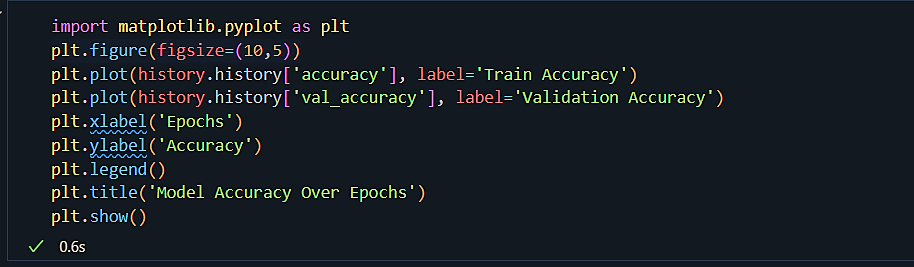 import matplotlib.pyplot as plt
plt.figure(figsize=(10,5))
plt.plot(history.history['accuracy'], label='Train Accuracy')
plt.plot(history.history['val_accuracy'], label='Validation Accuracy')
plt.xlabel('Epochs')
plt.ylabel('Accuracy')
plt.legend()
plt.title('Model Accuracy Over Epochs')
plt.show()
0.6s